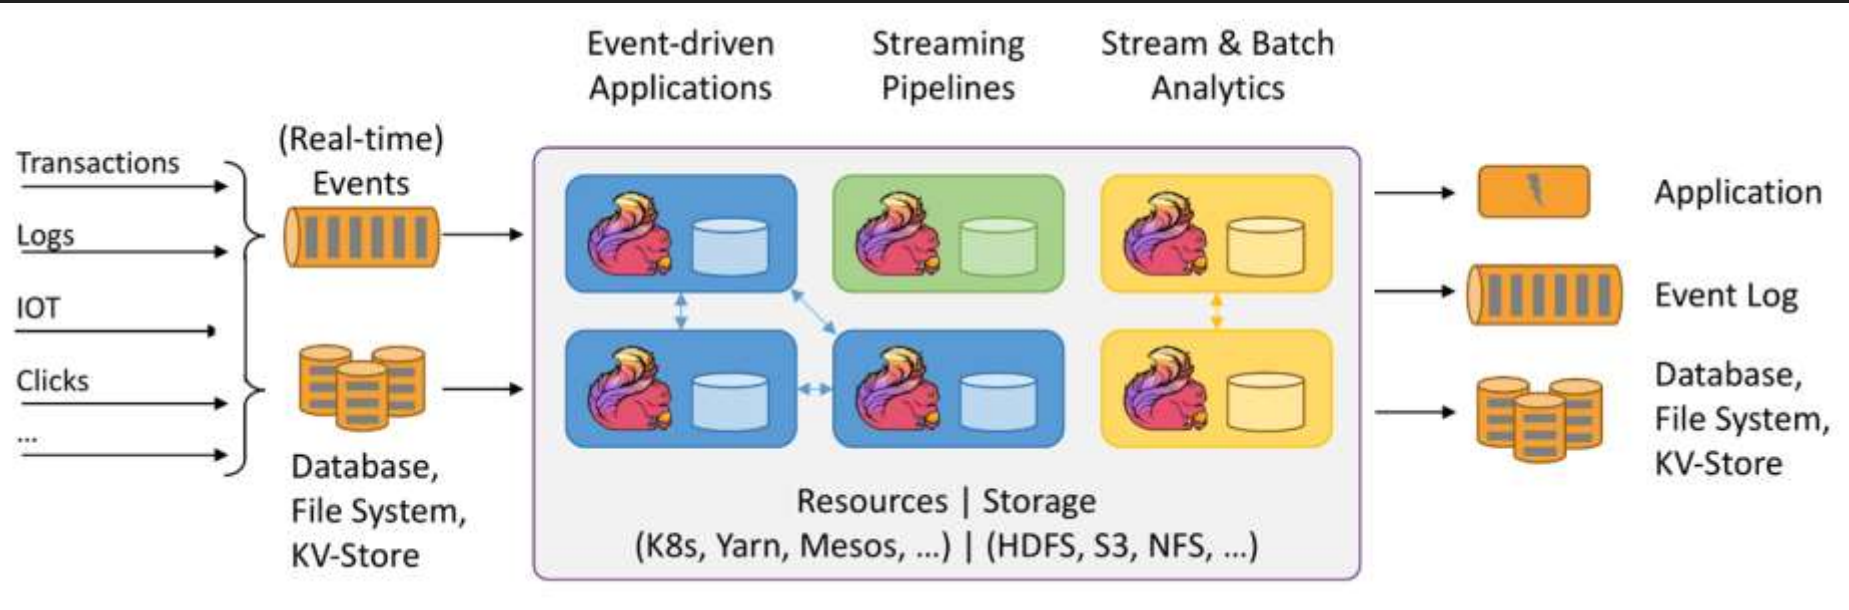 Event-driven
Applications
Streaming
Pipelines
Stream & Batch
Analytics
Transactions
Logs
IOT
Clicks
...
(Real-time)
Events
Database,
File System,
KV-Store
Resources | Storage
(K8s, Yarn, Mesos, ...) | (HDFS, S3, NFS, ...)
Application
Event Log
Database,
File System,
KV-Store